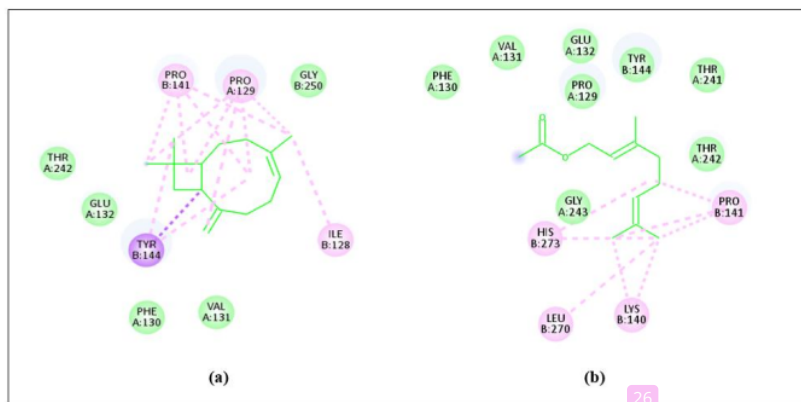 PRO
B:141
PRO
A:129
GLY
B:250
THR
A:242
GLU
A:132
TYR
B:144
ILE
B:128
PHE
A:130
VAL
A:131
(a)
PHE
A:130
VAL
A:131
GLU
A:132
PRO
A:129
TYR
B:144
THR
A:241
THR
A:242
O
O
GLY
A:243
HIS
B:273
PRO
B:141
LEU
B:270
LYS
B:140
(b)
26